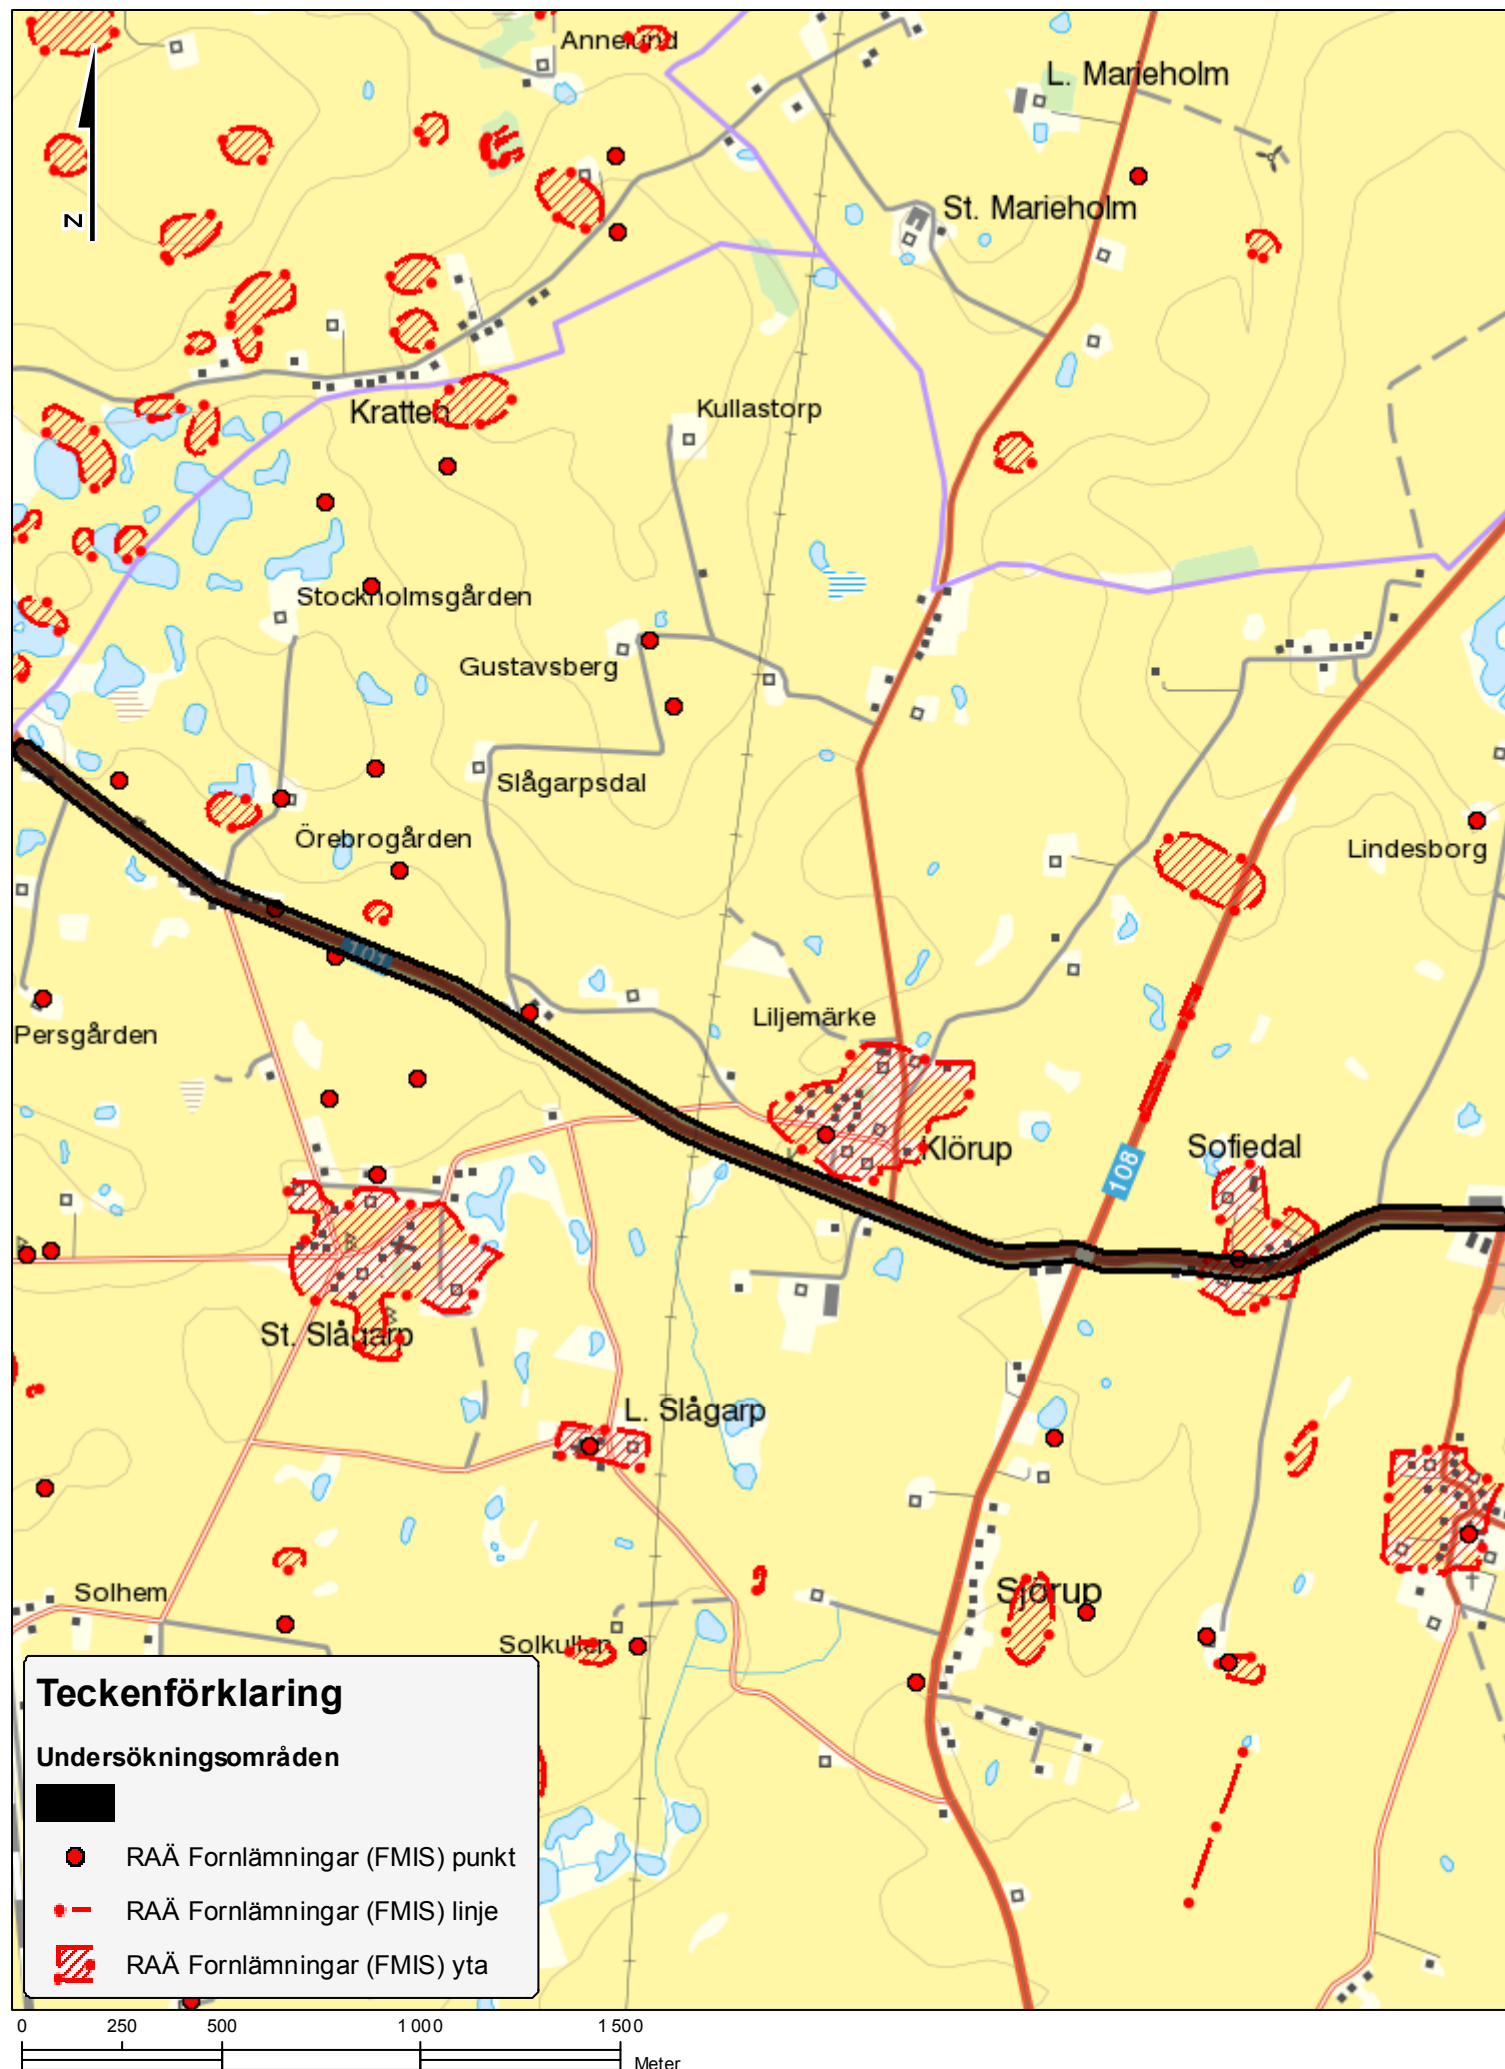 Annelund
L. Marieholm
St. Marieholm
N
Kratten
Kullastorp
Stockholmsgården
Gustavsberg
Slågarpsdal
Örebrogården
Lindesborg
101
Persgården
Liljemärke
Klörup
Sofiedal
108
St. Slågarp
L. Slågarp
Sjörup
Solhem
Solkullen
Teckenförklaring
Undersökningsområden
RAÄ Fornlämningar (FMIS) punkt
RAÄ Fornlämningar (FMIS) linje
RAÄ Fornlämningar (FMIS) yta
0 250 500 1 000 1 500
Meter